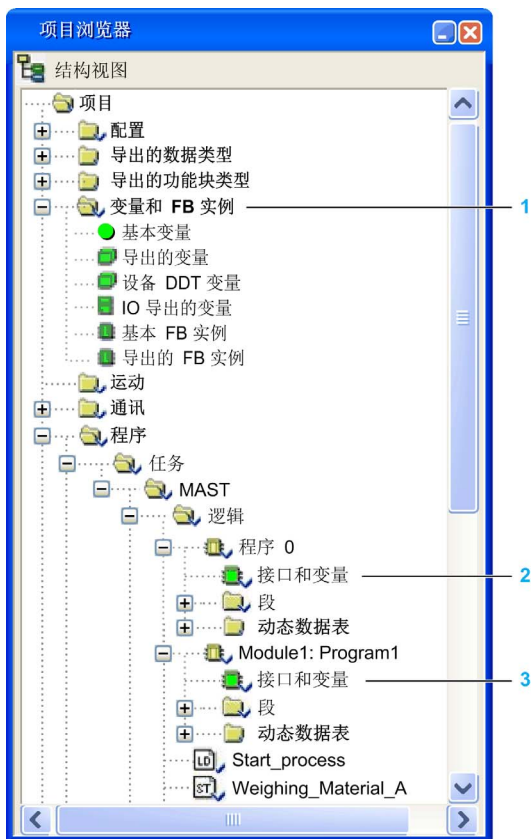 项目浏览器
结构视图
项目
配置
导出的数据类型
导出的功能块类型
变量和 FB 实例 1
基本变量
导出的变量
设备 DDT 变量
IO 导出的变量
基本 FB 实例
导出的 FB 实例
运动
通讯
程序
任务
MAST
逻辑
程序 0
接口和变量 2
段
动态数据表
Module1: Program1
接口和变量 3
段
动态数据表
LD Start_process
ST Weighing_Material_A